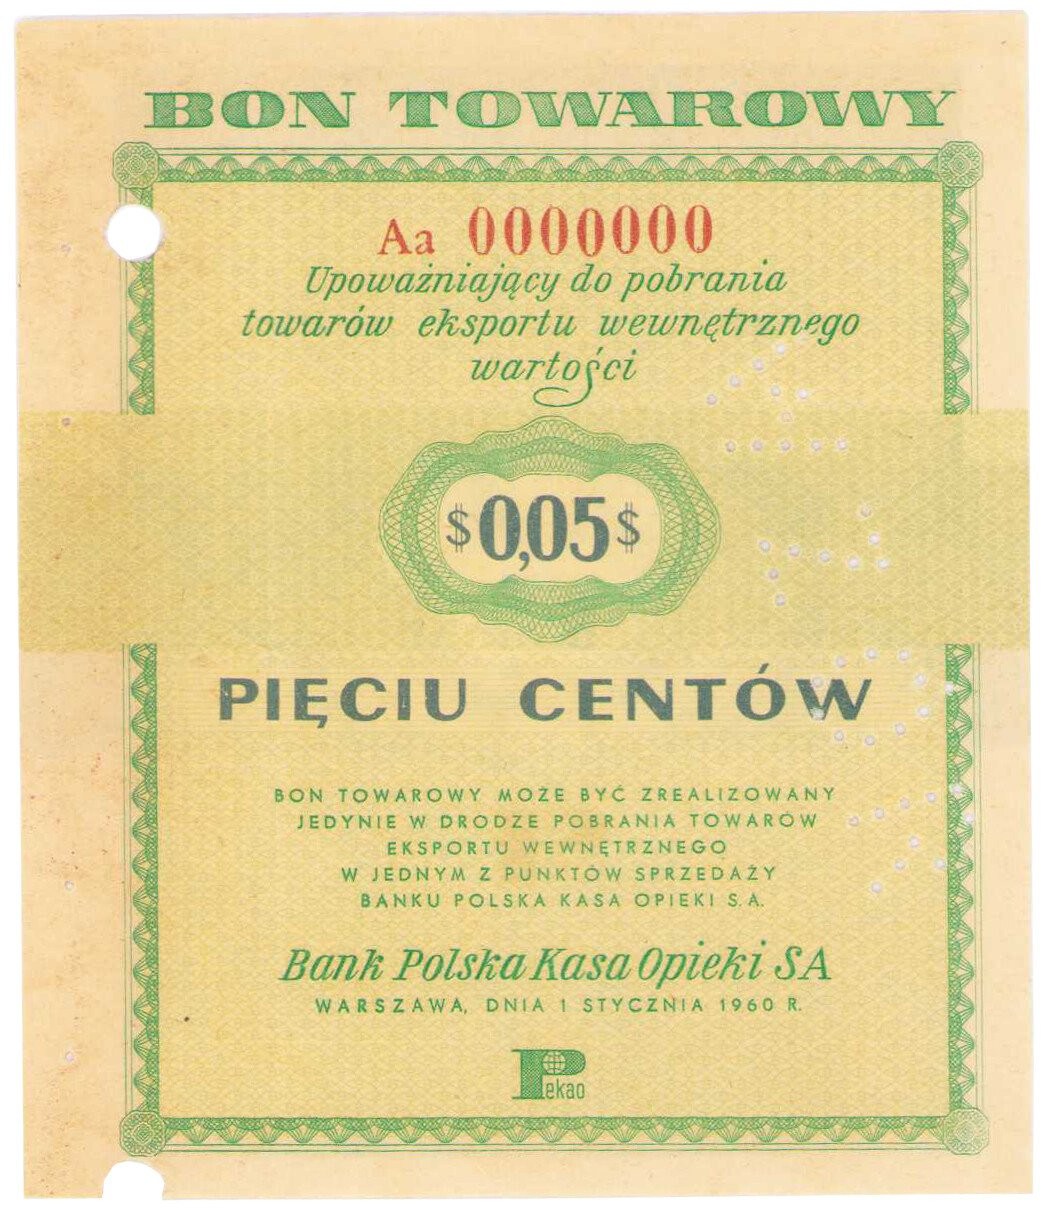 BON TOWAROWY
Aa 0000000
Upoważniający do pobrania
towarów eksportu wewnętrznego
wartości
$0,05$
PIĘCIU CENTÓW
BON TOWAROWY MOŻE BYĆ ZREALIZOWANY
JEDYNIE W DRODZE POBRANIA TOWARÓW
EKSPORTU WEWNĘTRZNEGO
W JEDNYM Z PUNKTÓW SPRZEDAŻY
BANKU POLSKA KASA OPIEKI S.A.
Bank Polska Kasa Opieki SA
WARSZAWA, DNIA 1 STYCZNIA 1960 R.
Pekao